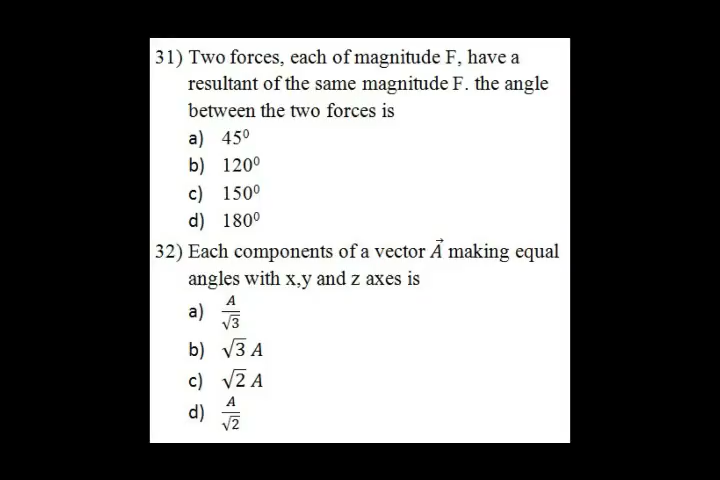 31) Two forces, each of magnitude F, have a
resultant of the same magnitude F. the angle
between the two forces is
a) 45⁰
b) 120⁰
c) 150⁰
d) 180⁰
32) Each components of a vector A⃗ making equal
angles with x,y and z axes is
a) A/√3
b) √3 A
c) √2 A
d) A/√2